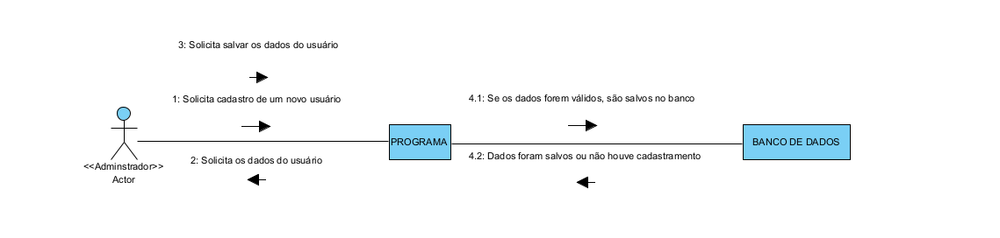 3: Solicita salvar os dados do usuário
1: Solicita cadastro de um novo usuário
4.1: Se os dados forem válidos, são salvos no banco
PROGRAMA
BANCO DE DADOS
2: Solicita os dados do usuário
4.2: Dados foram salvos ou não houve cadastramento
<<Adminstrador>>
Actor